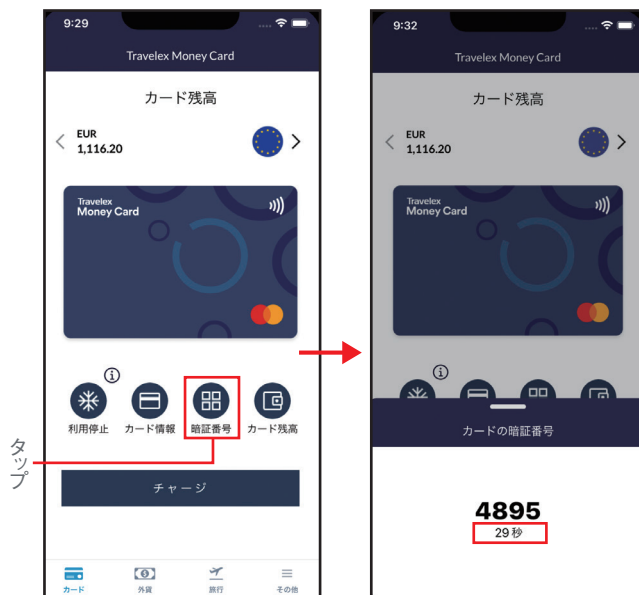 9:29
Travelex Money Card
カード残高
EUR
1,116.20
Travelex
Money Card
利用停止
カード情報
暗証番号
カード残高
タップ
チャージ
カード
外貨
旅行
その他
9:32
Travelex Money Card
カード残高
EUR
1,116.20
Travelex
Money Card
カードの暗証番号
4895
29秒